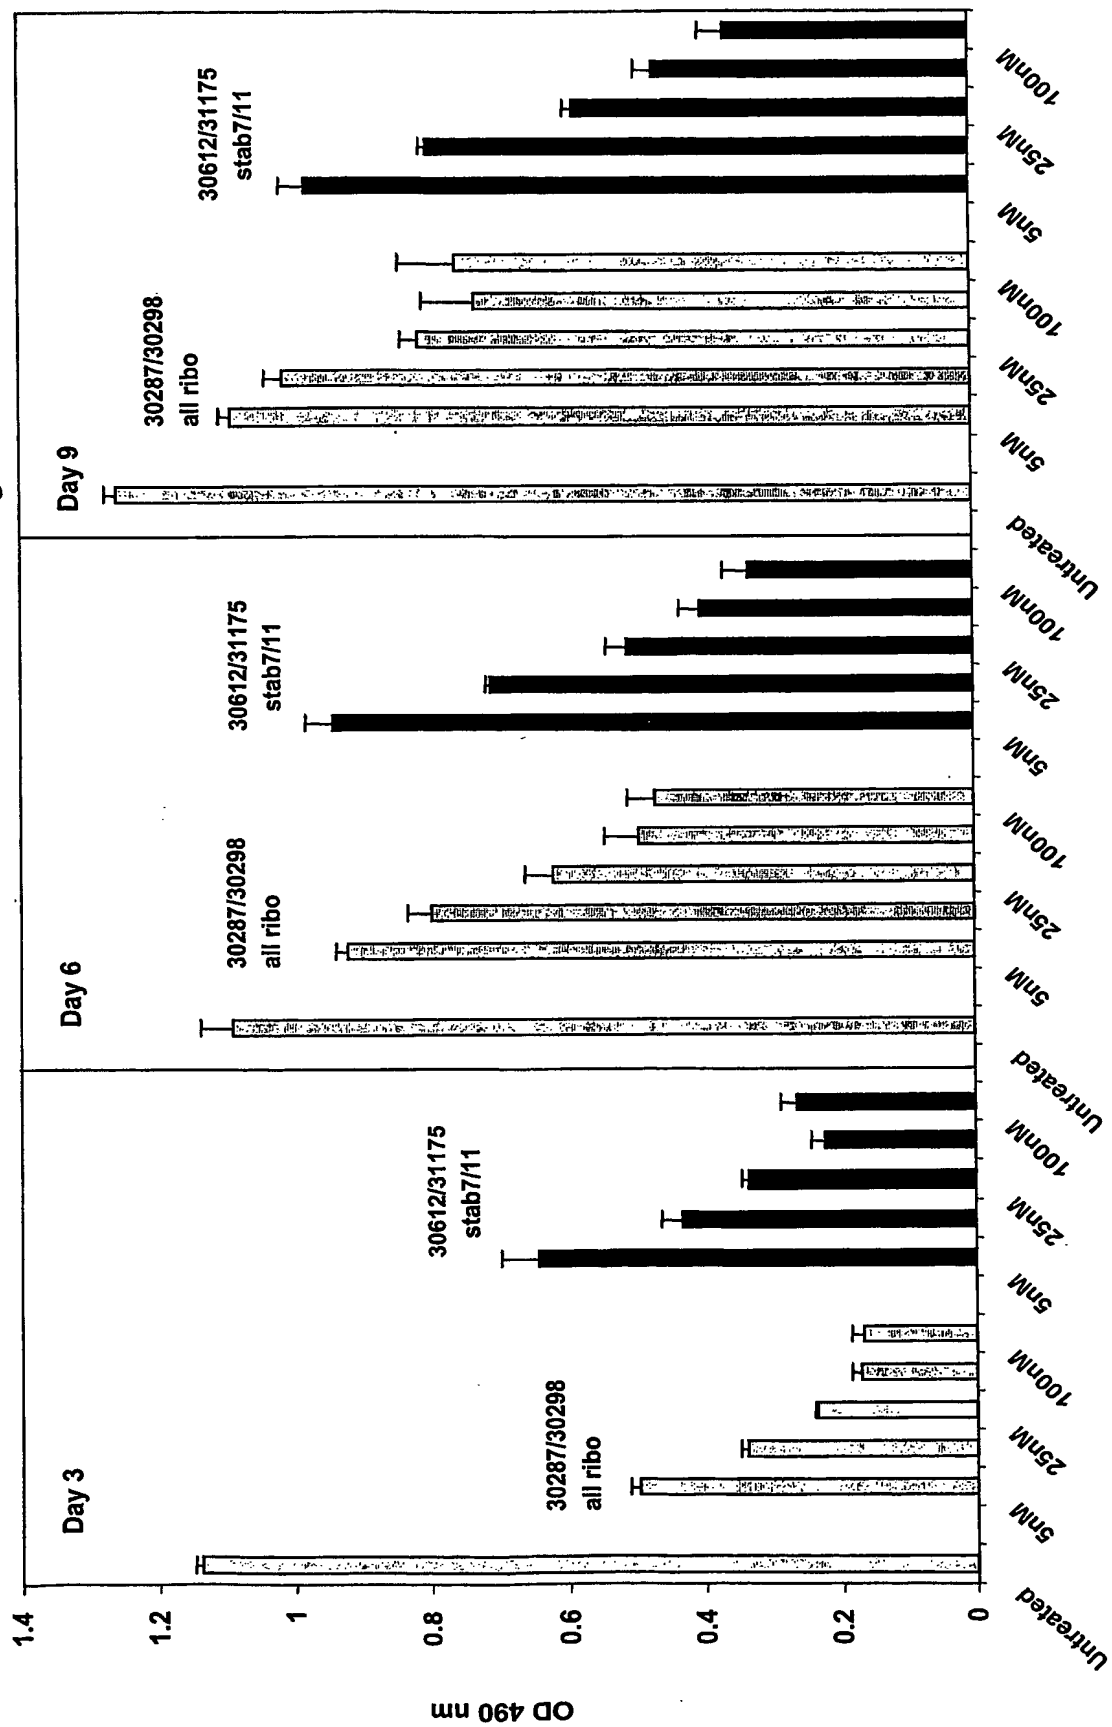 Day 3
Day 6
Day 9
30287/30298
all ribo
30612/31175
stab7/11
30287/30298
all ribo
30612/31175
stab7/11
30287/30298
all ribo
30612/31175
stab7/11
OD 490 nm
1.4
1.2
1
0.8
0.6
0.4
0.2
0
Untreated
5nM
25nM
100nM
5nM
25nM
100nM
Untreated
5nM
25nM
100nM
5nM
25nM
100nM
Untreated
5nM
25nM
100nM
5nM
25nM
100nM